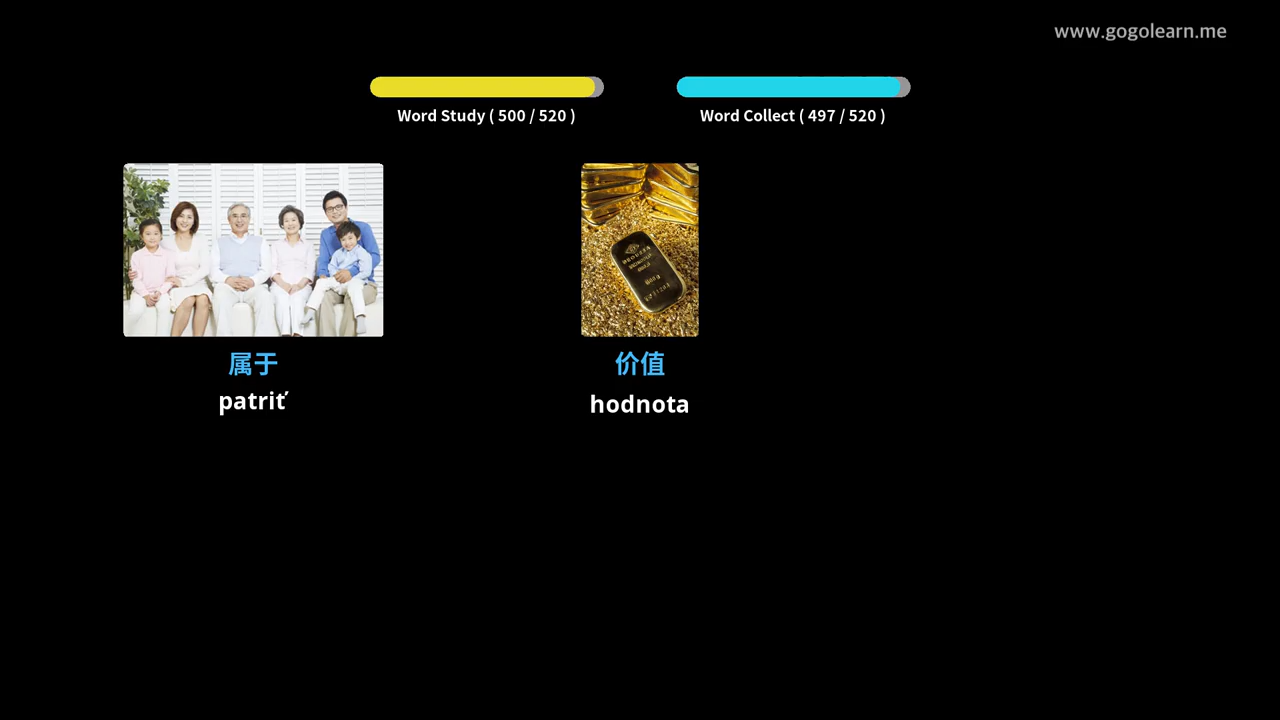 www.gogolearn.me
Word Study ( 500 / 520 )
Word Collect ( 497 / 520 )
属于
patriť
价值
hodnota